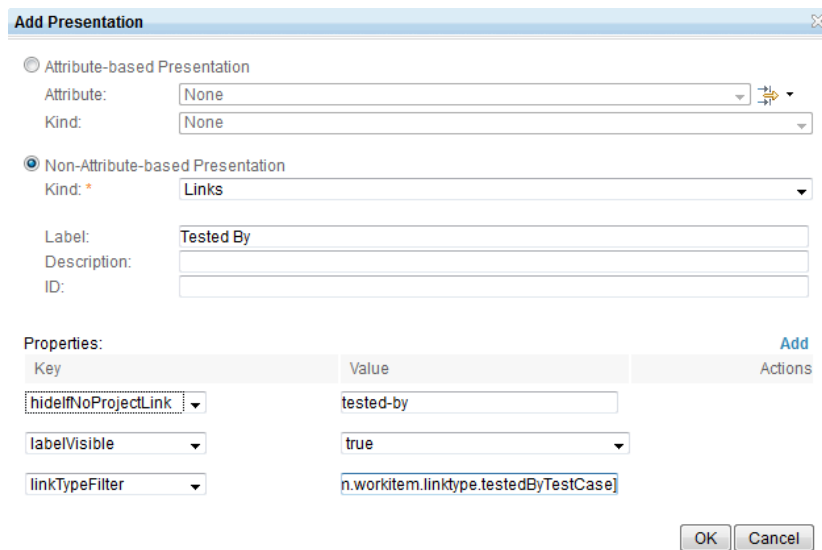 Add Presentation
Attribute-based Presentation
Attribute: None
Kind: None
Non-Attribute-based Presentation
Kind: * Links
Label: Tested By
Description:
ID:
Properties: Add
Key Value Actions
hideIfNoProjectLink tested-by
labelVisible true
linkTypeFilter n.workitem.linktype.testedByTestCase]
OK Cancel